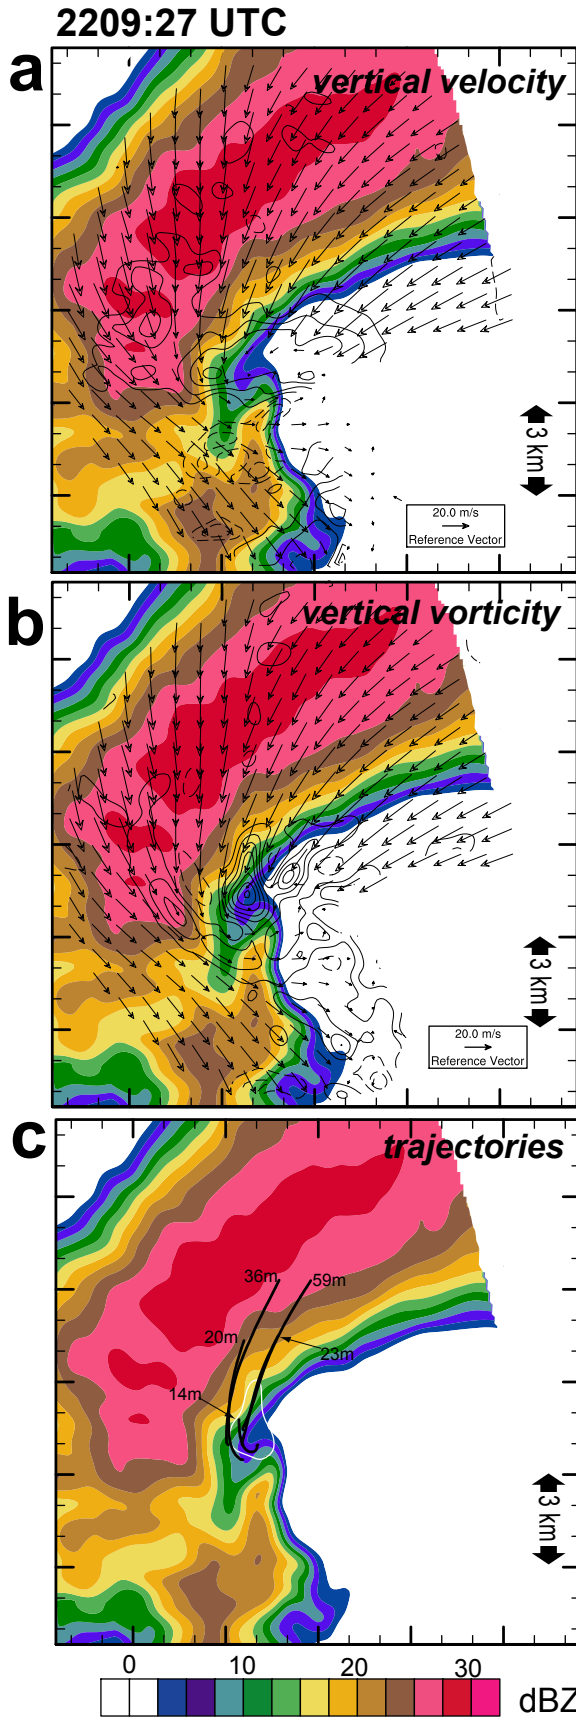 2209:27 UTC
a
vertical velocity
3 km
20.0 m/s
Reference Vector
b
vertical vorticity
3 km
20.0 m/s
Reference Vector
c
trajectories
36m
59m
20m
23m
14m
3 km
0 10 20 30
dBZ